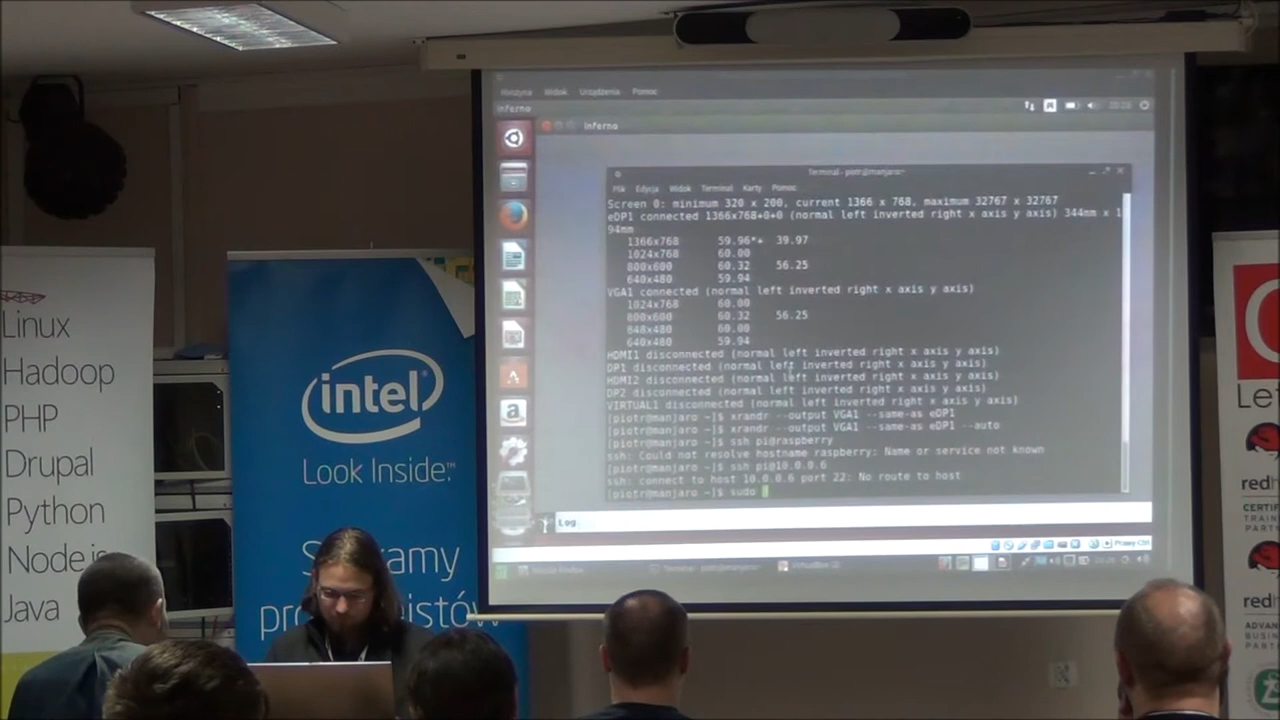 Widok Urządzenia Pomoc
Inferno
Inferno
Terminal - piotr@manjaro:~
Plik Edycja Widok Terminal Karty Pomoc
Screen 0: minimum 320 x 200, current 1366 x 768, maximum 32767 x 32767
eDP1 connected 1366x768+0+0 (normal left inverted right x axis y axis) 344mm x 1
94mm
1366x768 59.96*+ 39.97
1024x768 60.00
800x600 60.32 56.25
640x480 59.94
VGA1 connected (normal left inverted right x axis y axis)
1024x768 60.00
800x600 60.32 56.25
848x480 60.00
640x480 59.94
HDMI1 disconnected (normal left inverted right x axis y axis)
DP1 disconnected (normal left inverted right x axis y axis)
HDMI2 disconnected (normal left inverted right x axis y axis)
DP2 disconnected (normal left inverted right x axis y axis)
VIRTUAL1 disconnected (normal left inverted right x axis y axis)
[piotr@manjaro ~]$ xrandr --output VGA1 --same-as eDP1
[piotr@manjaro ~]$ xrandr --output VGA1 --same-as eDP1 --auto
[piotr@manjaro ~]$ ssh pi@raspberry
ssh: Could not resolve hostname raspberry: Name or service not known
[piotr@manjaro ~]$ ssh pi@10.0.0.6
ssh: connect to host 10.0.0.6 port 22: No route to host
[piotr@manjaro ~]$ sudo
Log
Prawy Ctrl
Linux
Hadoop
PHP
Drupal
Python
Node.js
Java
intel
Look Inside.™